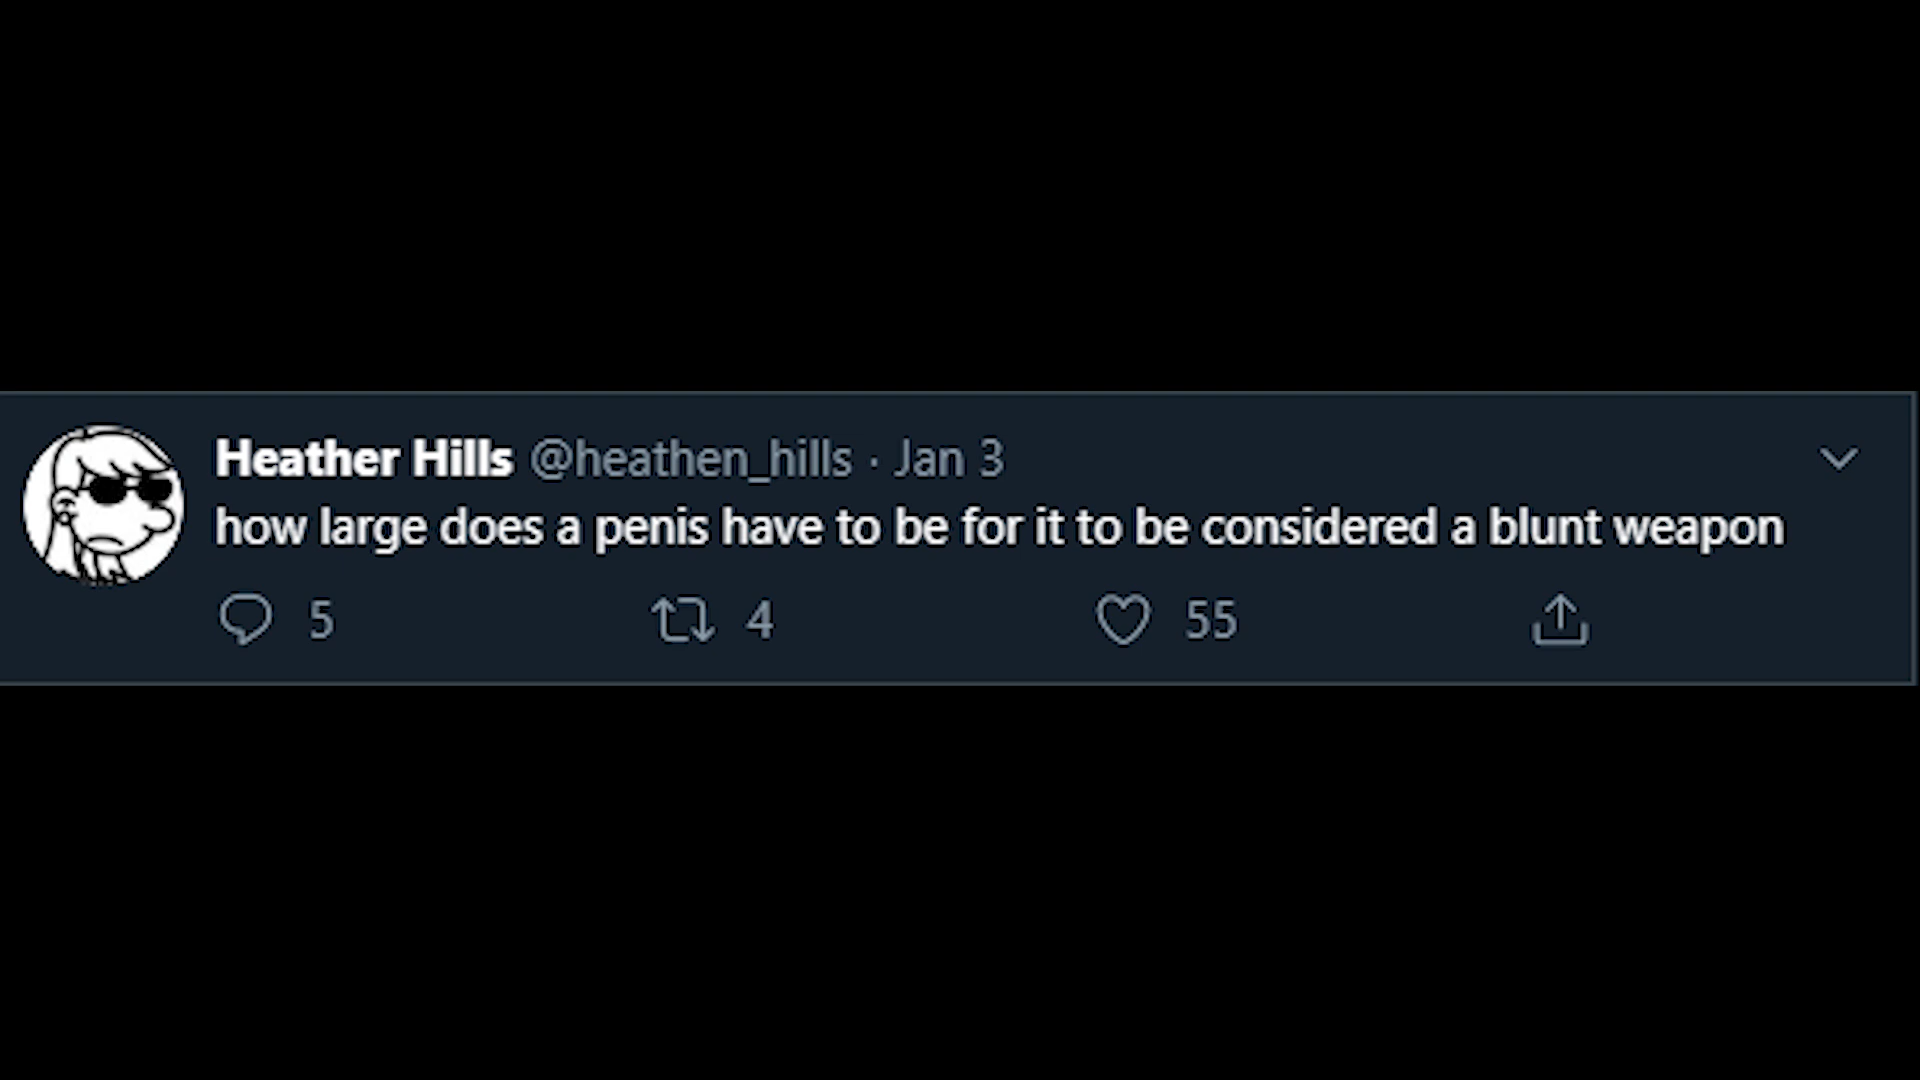 Heather Hills @heathen_hills · Jan 3
how large does a penis have to be for it to be considered a blunt weapon
5 4 55